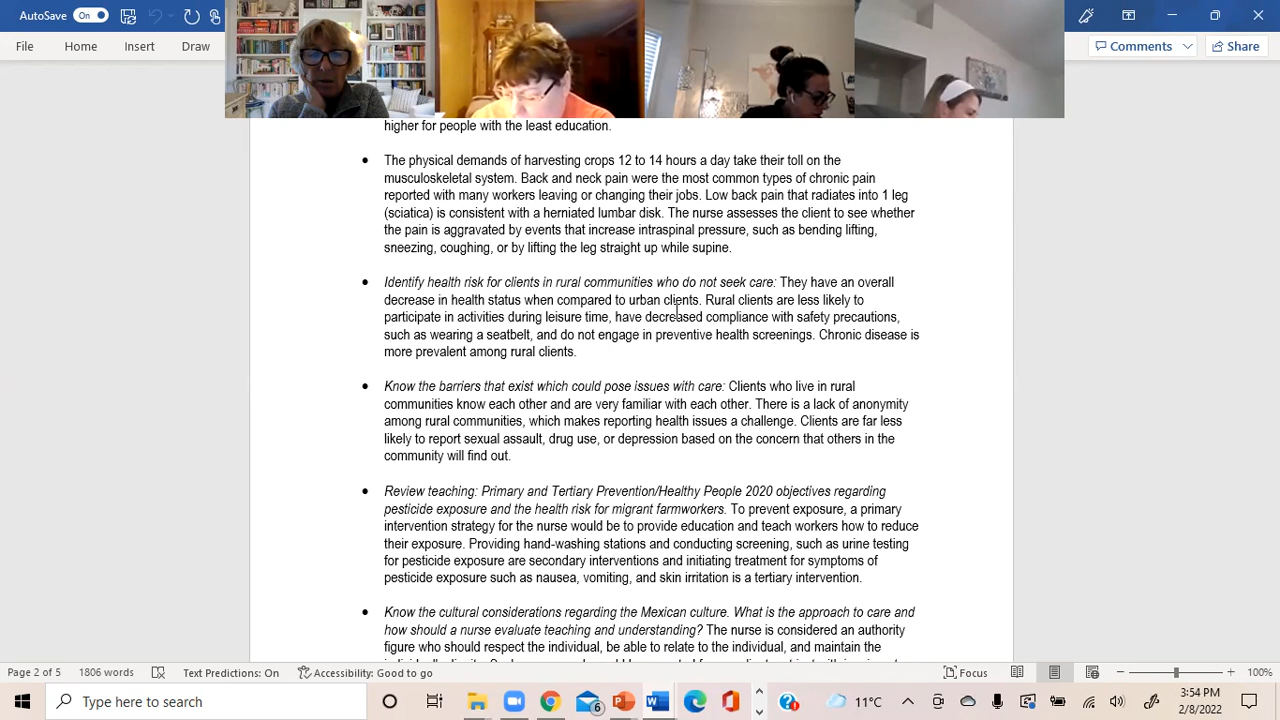 File
Home
Insert
Draw
Comments
Share
higher for people with the least education.
• The physical demands of harvesting crops 12 to 14 hours a day take their toll on the
musculoskeletal system. Back and neck pain were the most common types of chronic pain
reported with many workers leaving or changing their jobs. Low back pain that radiates into 1 leg
(sciatica) is consistent with a herniated lumbar disk. The nurse assesses the client to see whether
the pain is aggravated by events that increase intraspinal pressure, such as bending lifting,
sneezing, coughing, or by lifting the leg straight up while supine.
• Identify health risk for clients in rural communities who do not seek care: They have an overall
decrease in health status when compared to urban clients. Rural clients are less likely to
participate in activities during leisure time, have decreased compliance with safety precautions,
such as wearing a seatbelt, and do not engage in preventive health screenings. Chronic disease is
more prevalent among rural clients.
• Know the barriers that exist which could pose issues with care: Clients who live in rural
communities know each other and are very familiar with each other. There is a lack of anonymity
among rural communities, which makes reporting health issues a challenge. Clients are far less
likely to report sexual assault, drug use, or depression based on the concern that others in the
community will find out.
• Review teaching: Primary and Tertiary Prevention/Healthy People 2020 objectives regarding
pesticide exposure and the health risk for migrant farmworkers. To prevent exposure, a primary
intervention strategy for the nurse would be to provide education and teach workers how to reduce
their exposure. Providing hand-washing stations and conducting screening, such as urine testing
for pesticide exposure are secondary interventions and initiating treatment for symptoms of
pesticide exposure such as nausea, vomiting, and skin irritation is a tertiary intervention.
• Know the cultural considerations regarding the Mexican culture. What is the approach to care and
how should a nurse evaluate teaching and understanding? The nurse is considered an authority
figure who should respect the individual, be able to relate to the individual, and maintain the
Page 2 of 5
1806 words
Text Predictions: On
Accessibility: Good to go
Focus
100%
Type here to search
6
11°C
3:54 PM
2/8/2022